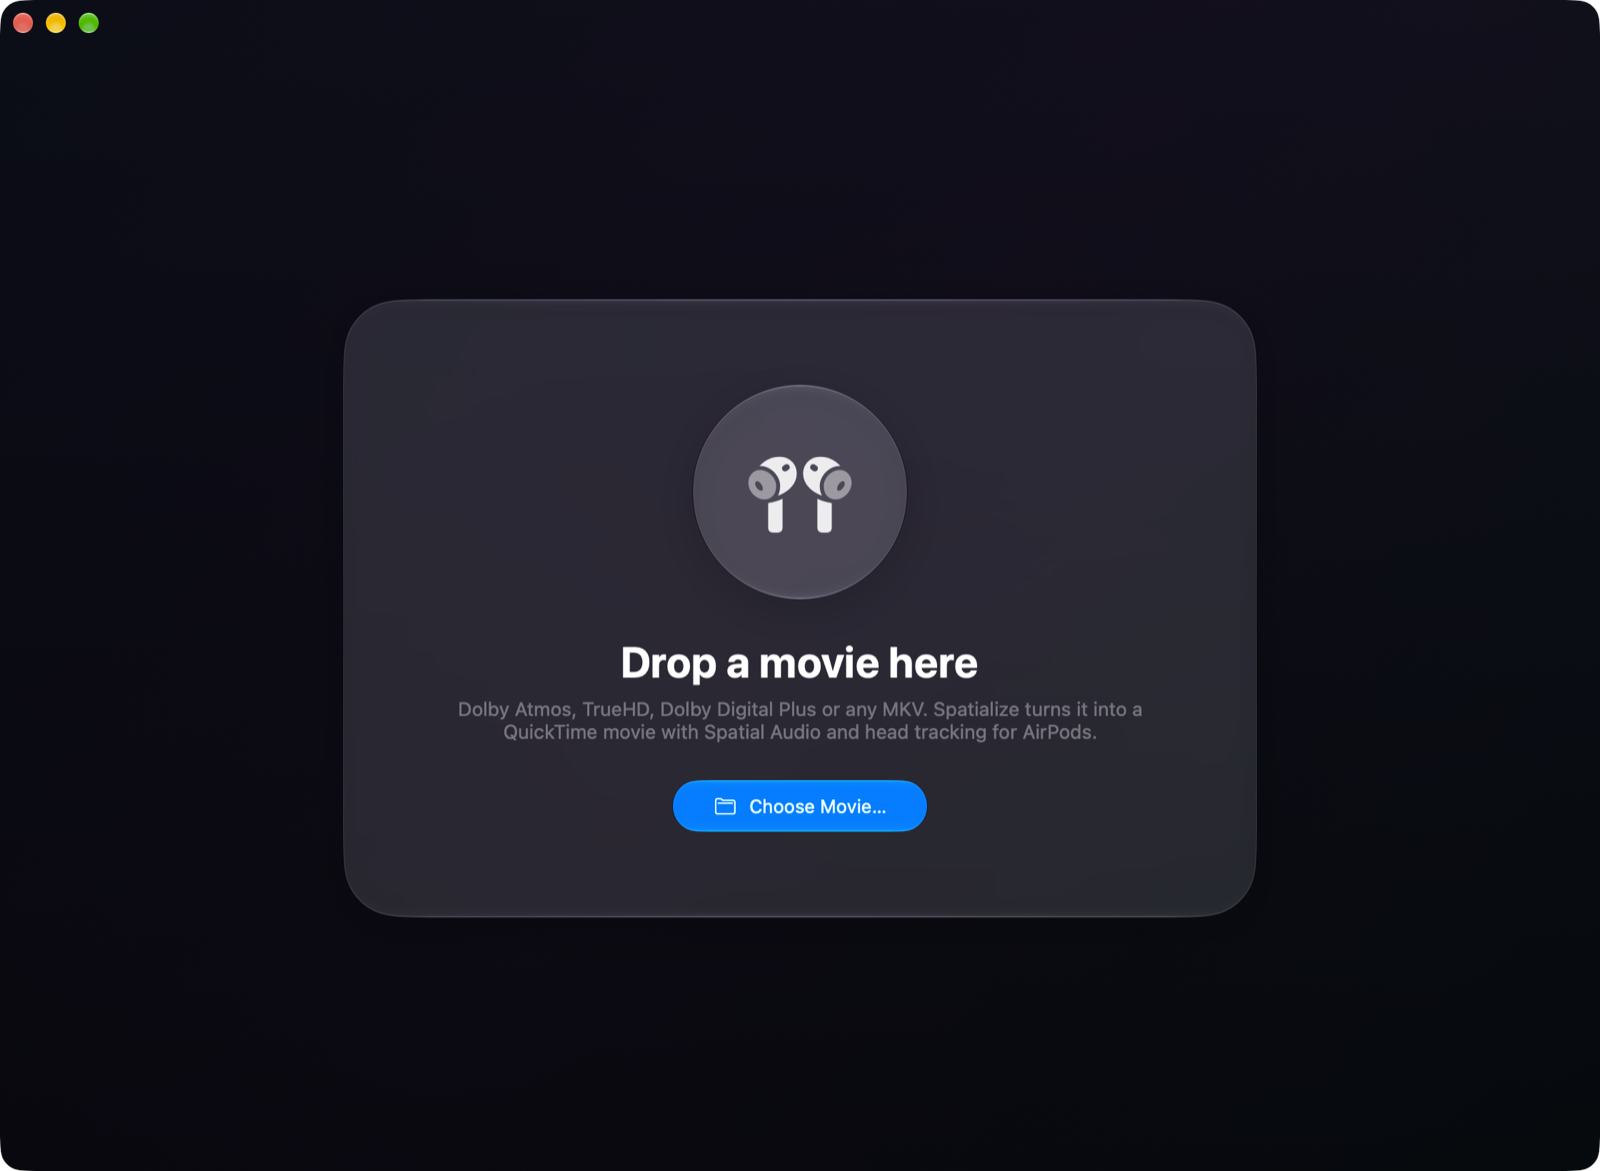 Drop a movie here
Dolby Atmos, TrueHD, Dolby Digital Plus or any MKV. Spatialize turns it into a
QuickTime movie with Spatial Audio and head tracking for AirPods.
Choose Movie...